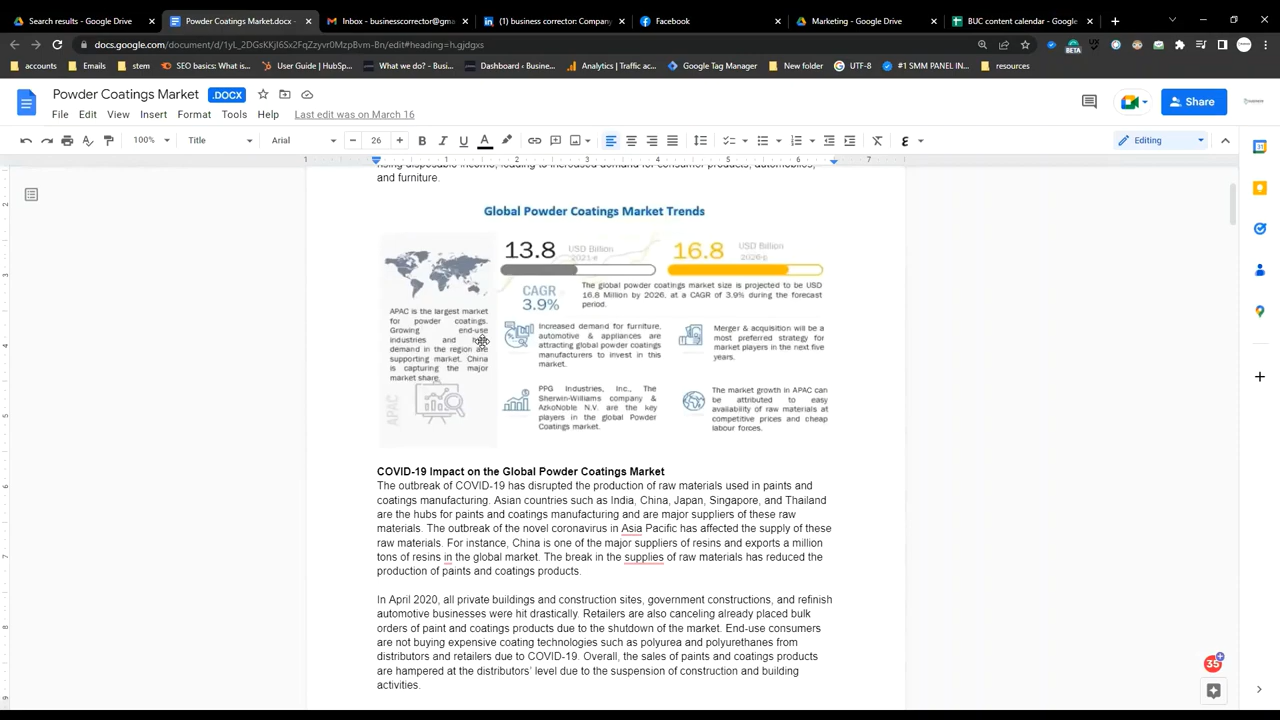 Search results - Google Drive
Powder Coatings Market.docx -
Inbox - businesscorrector@gma
(1) business corrector: Company
Facebook
Marketing - Google Drive
BUC content calendar - Google
accounts
Emails
stem
SEO basics: What is...
User Guide | HubSp...
What we do? - Busi...
Dashboard ‹ Busine...
Analytics | Traffic ac...
Google Tag Manager
New folder
UTF-8
#1 SMM PANEL IN...
resources
BETA
Powder Coatings Market .DOCX
File Edit View Insert Format Tools Help Last edit was on March 16
Share
100% Title Arial 26 B I U A
Editing
1 1 2 3 4 5 6 7
and furniture.
Global Powder Coatings Market Trends
13.8 USD Billion
2021-e
16.8 USD Billion
2026-p
CAGR
3.9%
The global powder coatings market size is projected to be USD
16.8 Million by 2026, at a CAGR of 3.9% during the forecast
period.
APAC is the largest market
for powder coatings.
Growing end-use
industries and
demand in the region are
supporting market. China
is capturing the major
market share.
APAC
Increased demand for furniture,
automotive & appliances are
attracting global powder coatings
manufacturers to invest in this
market.
Merger & acquisition will be a
most preferred strategy for
market players in the next five
years.
PPG Industries, Inc., The
Sherwin-Williams company &
AzkoNoble N.V. are the key
players in the global Powder
Coatings market.
The market growth in APAC can
be attributed to easy
availability of raw materials at
competitive prices and cheap
labour forces.
COVID-19 Impact on the Global Powder Coatings Market
The outbreak of COVID-19 has disrupted the production of raw materials used in paints and
coatings manufacturing. Asian countries such as India, China, Japan, Singapore, and Thailand
are the hubs for paints and coatings manufacturing and are major suppliers of these raw
materials. The outbreak of the novel coronavirus in Asia Pacific has affected the supply of these
raw materials. For instance, China is one of the major suppliers of resins and exports a million
tons of resins in the global market. The break in the supplies of raw materials has reduced the
production of paints and coatings products.
In April 2020, all private buildings and construction sites, government constructions, and refinish
automotive businesses were hit drastically. Retailers are also canceling already placed bulk
orders of paint and coatings products due to the shutdown of the market. End-use consumers
are not buying expensive coating technologies such as polyurea and polyurethanes from
distributors and retailers due to COVID-19. Overall, the sales of paints and coatings products
are hampered at the distributors' level due to the suspension of construction and building
activities.
35